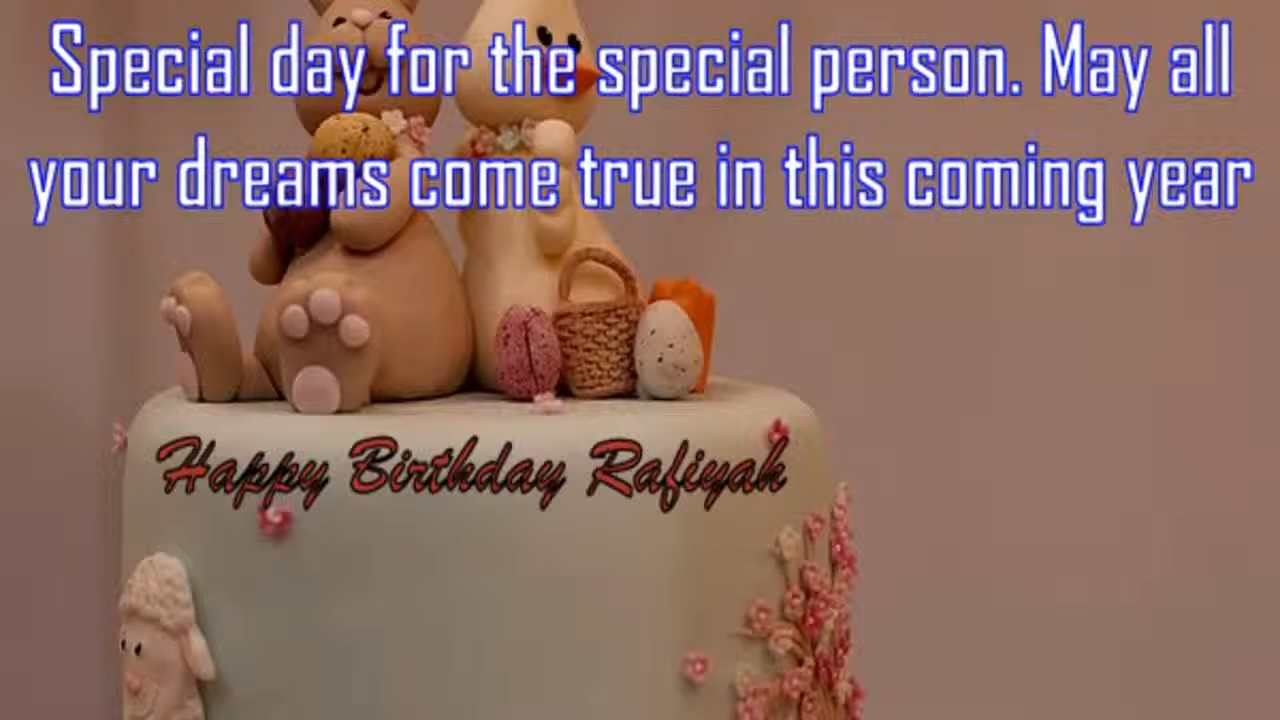 Special day for the special person. May all
your dreams come true in this coming year
Happy Birthday Rafiyah